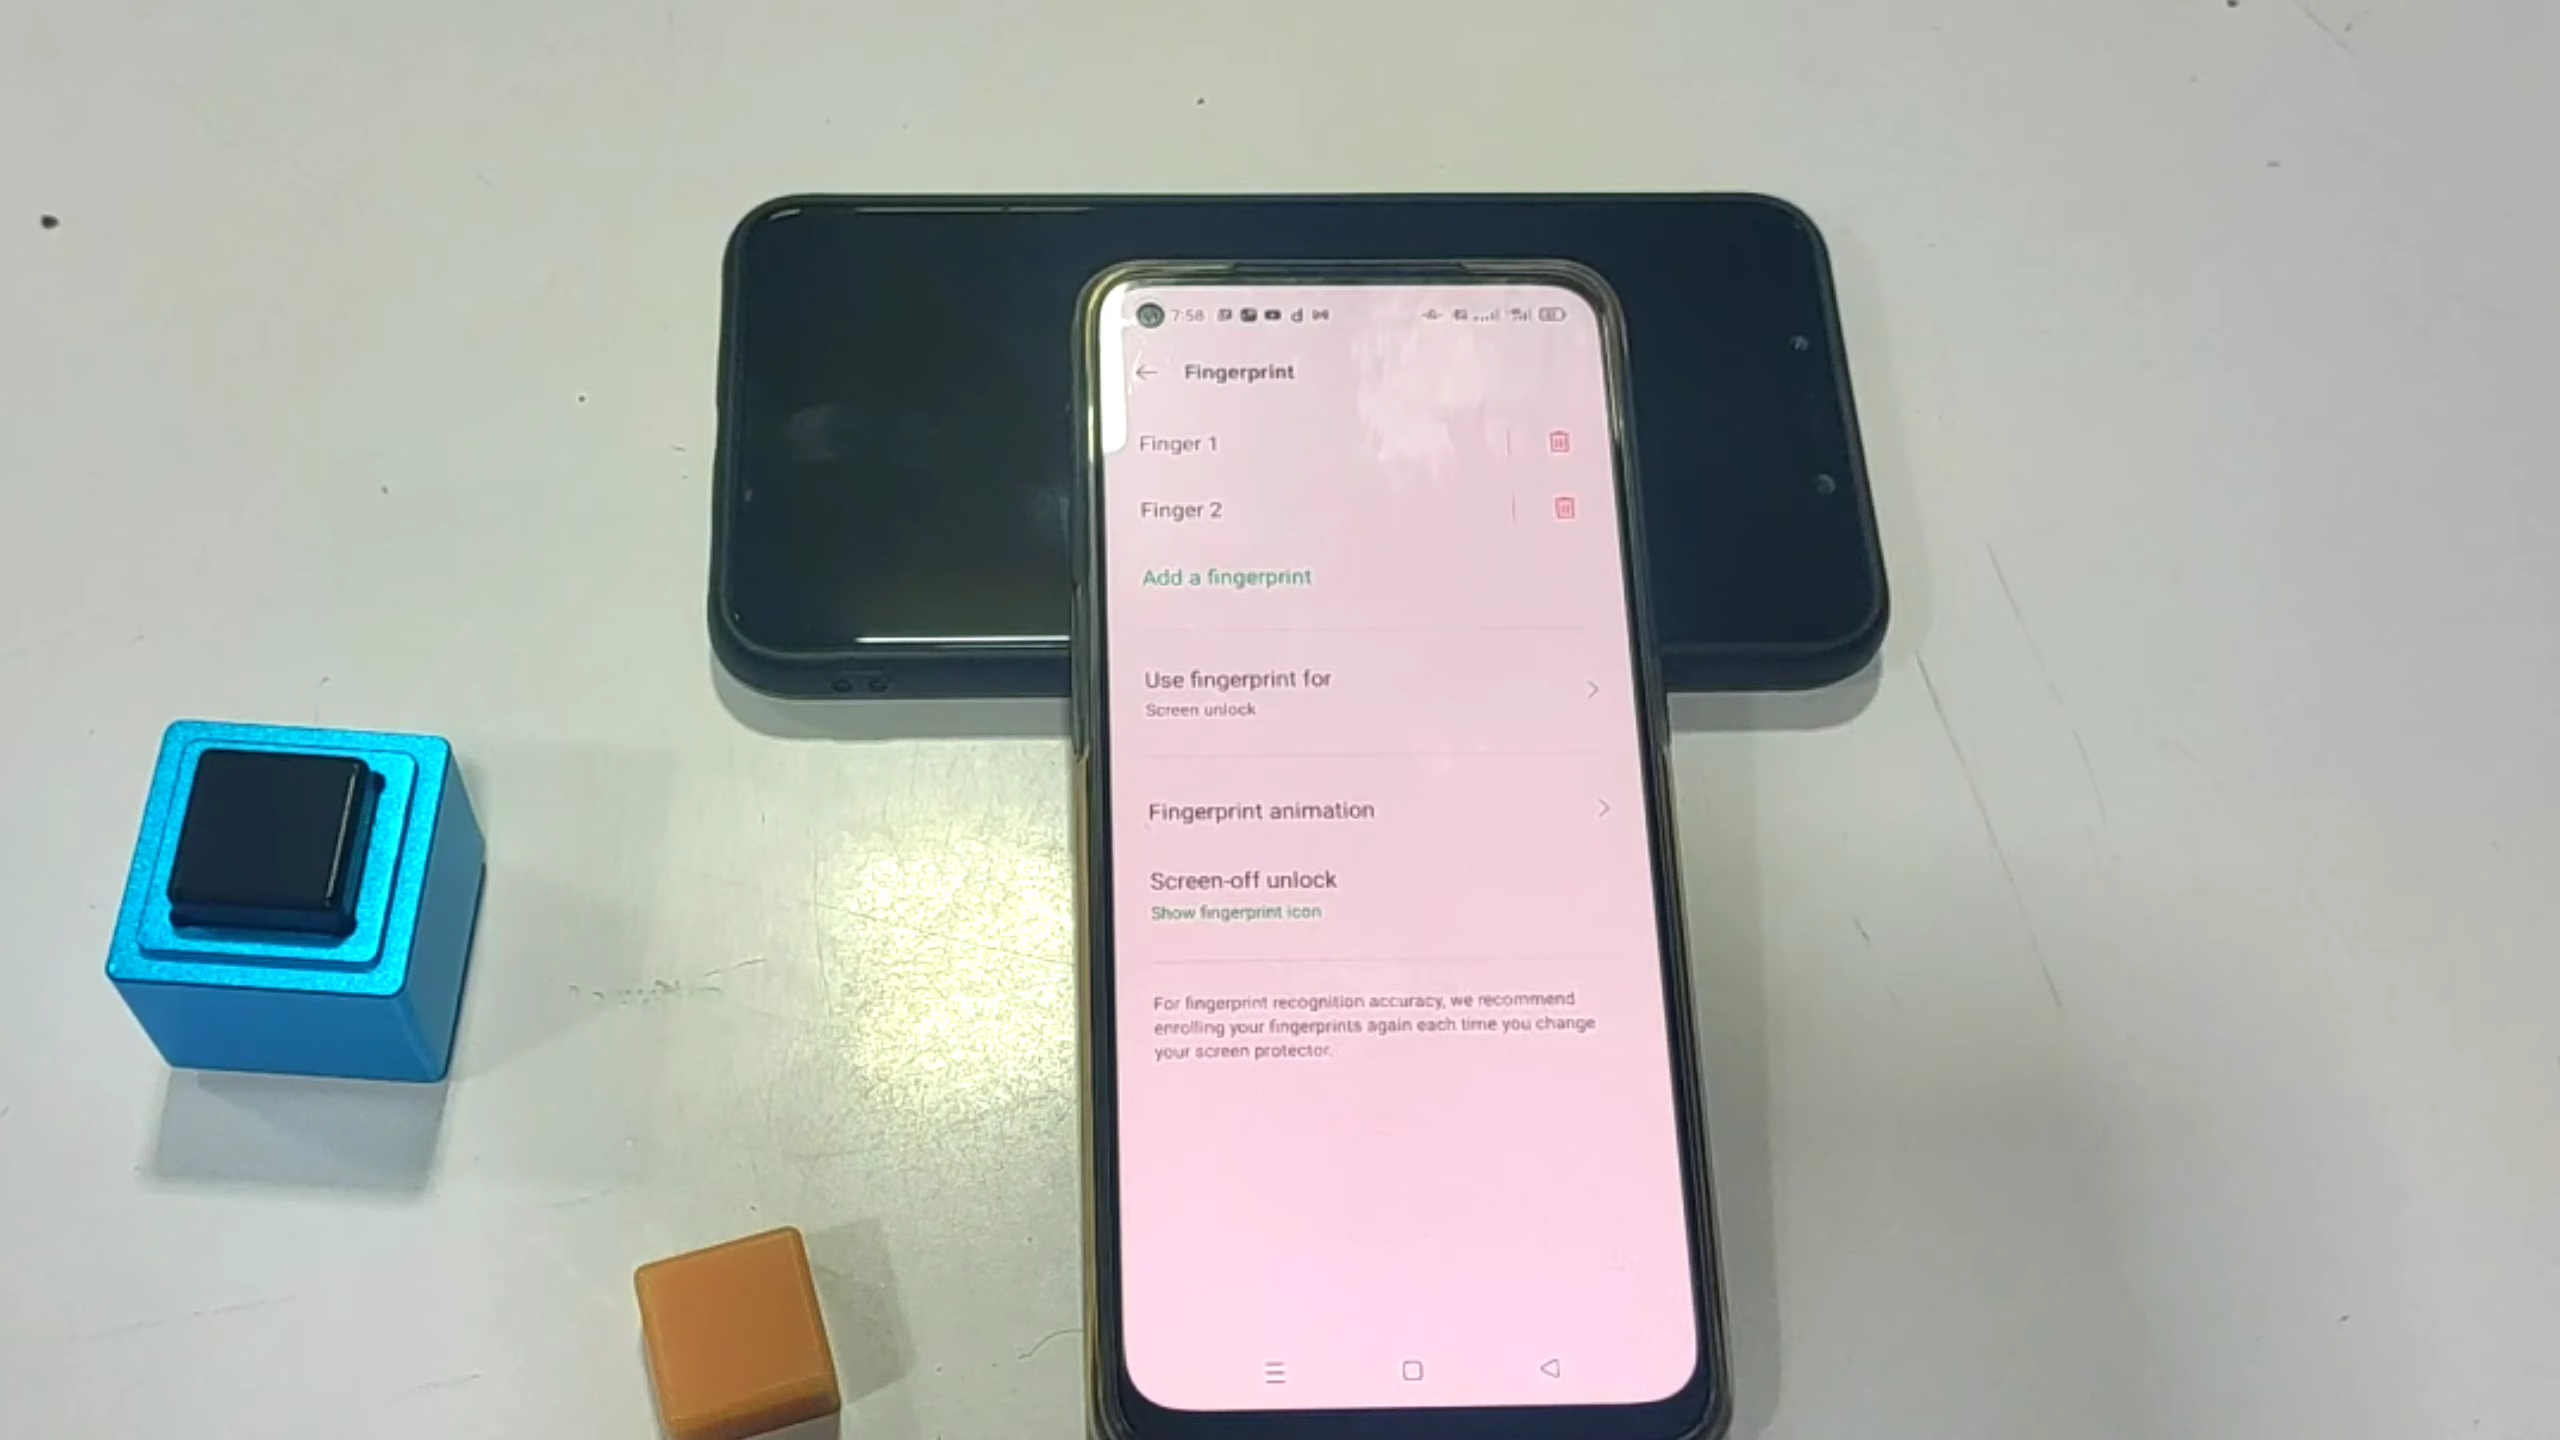 7:58
Fingerprint
Finger 1
Finger 2
Add a fingerprint
Use fingerprint for
Screen unlock
Fingerprint animation
Screen-off unlock
Show fingerprint icon
For fingerprint recognition accuracy, we recommend
enrolling your fingerprints again each time you change
your screen protector.